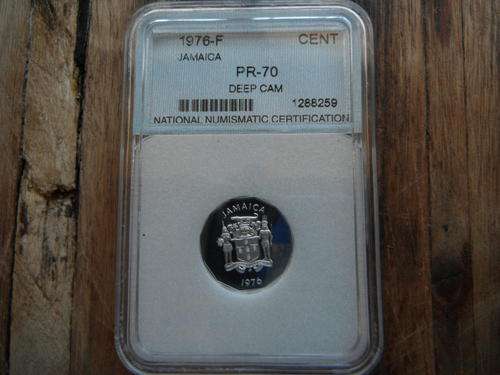 1976-F CENT
JAMAICA
PR-70
DEEP CAM
1288259
NATIONAL NUMISMATIC CERTIFICATION
JAMAICA
1976